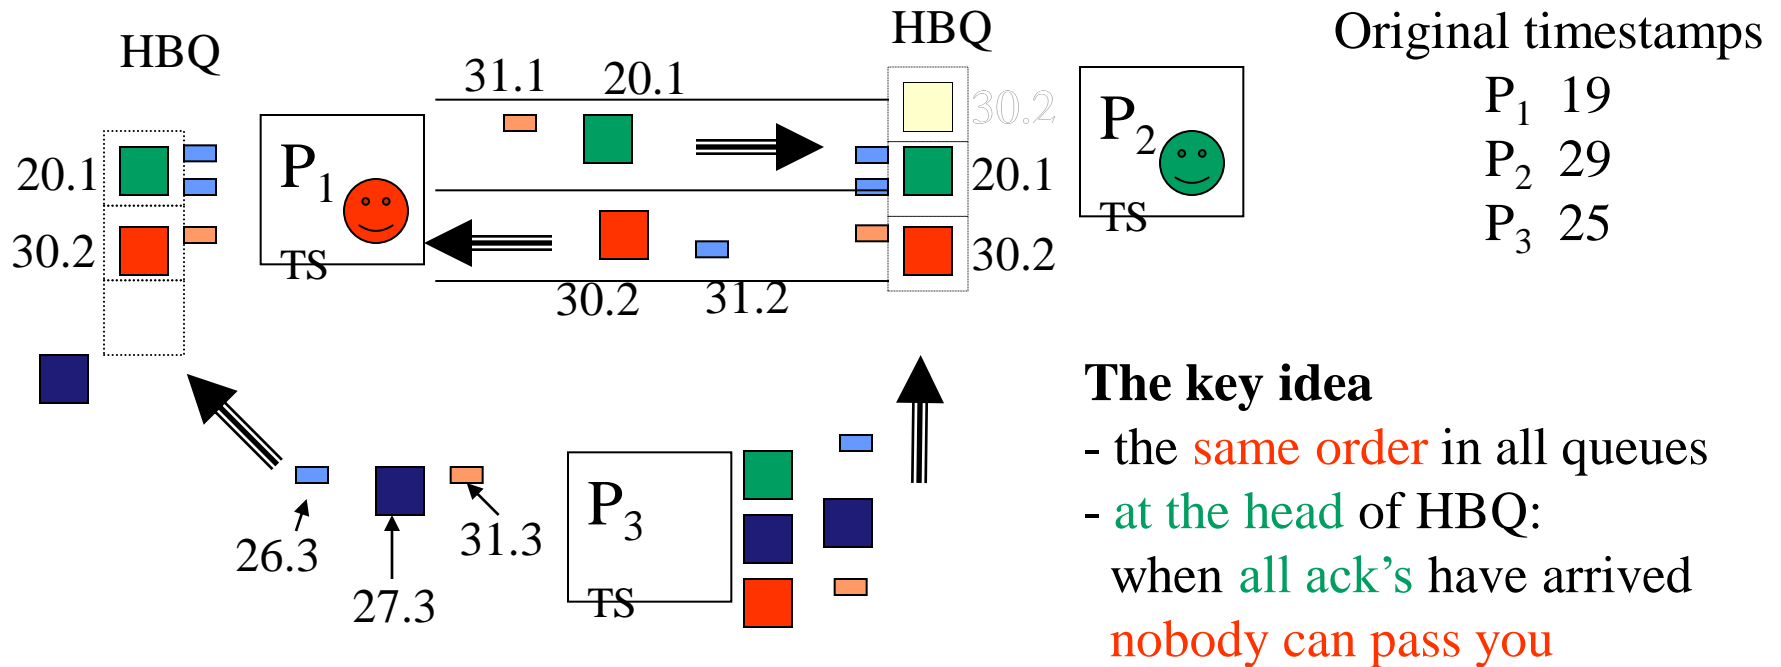 HBQ
HBQ
Original timestamps
31.1
20.1
30.2
P1 19
P1
P2
20.1
20.1
P2 29
TS
P3 25
30.2
30.2
TS
30.2
31.2
The key idea
- the same order in all queues
- at the head of HBQ:
when all ack's have arrived
nobody can pass you
P3
26.3
31.3
27.3
TS